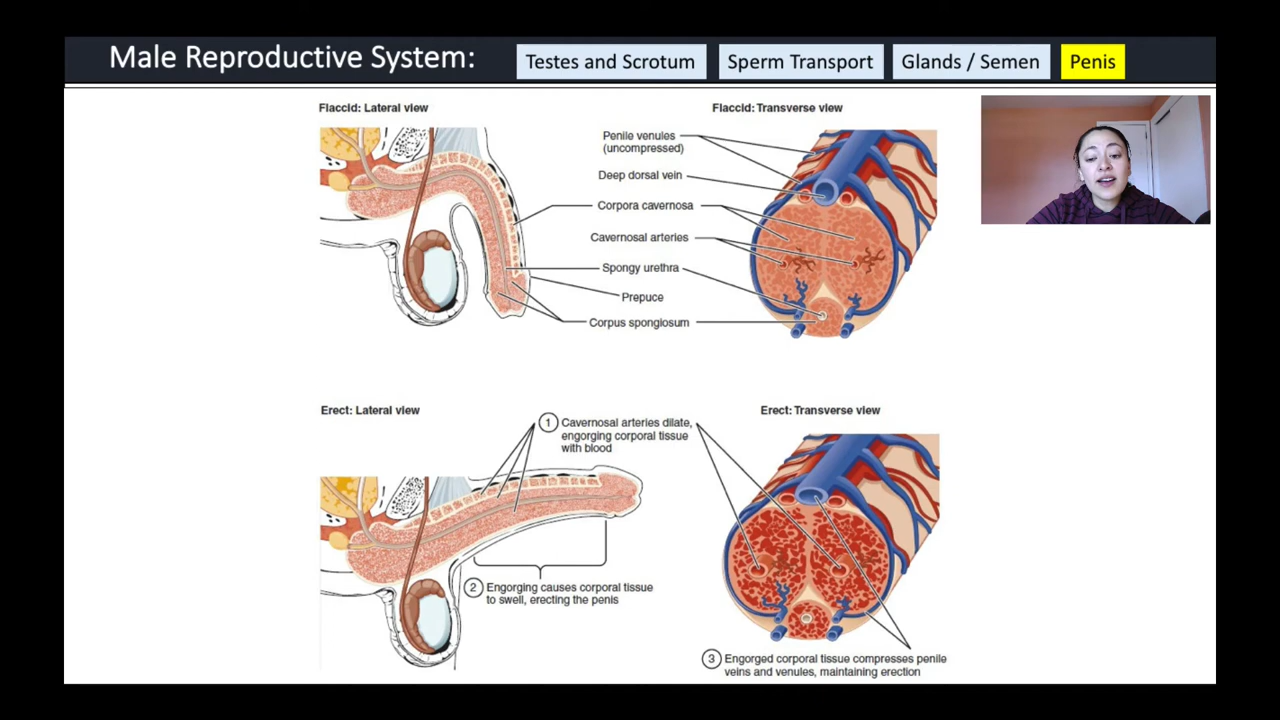 Male Reproductive System:
Testes and Scrotum
Sperm Transport
Glands / Semen
Penis
Flaccid: Lateral view
Flaccid: Transverse view
Penile venules
(uncompressed)
Deep dorsal vein
Corpora cavernosa
Cavernosal arteries
Spongy urethra
Prepuce
Corpus spongiosum
Erect: Lateral view
Erect: Transverse view
1 Cavernosal arteries dilate,
engorging corporal tissue
with blood
2 Engorging causes corporal tissue
to swell, erecting the penis
3 Engorged corporal tissue compresses penile
veins and venules, maintaining erection